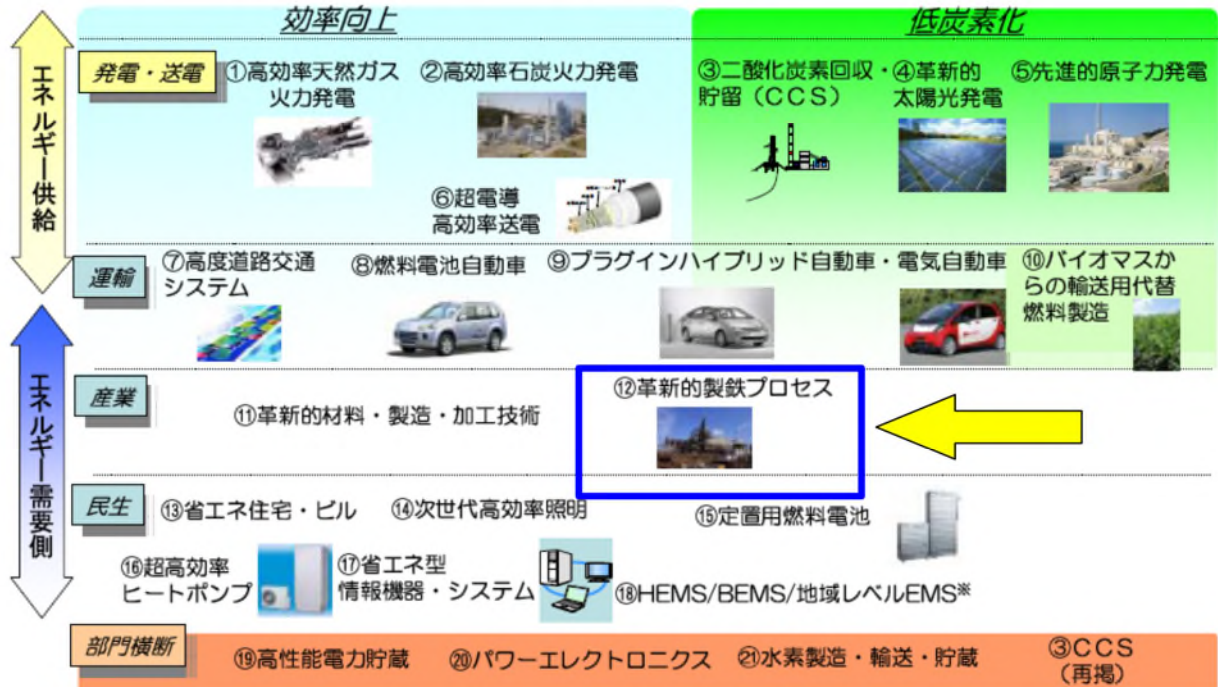 効率向上
低炭素化
エネルギー供給
発電・送電
①高効率天然ガス
火力発電
②高効率石炭火力発電
③二酸化炭素回収・
貯留（ＣＣＳ）
④革新的
太陽光発電
⑤先進的原子力発電
⑥超電導
高効率送電
運輸
⑦高度道路交通
システム
⑧燃料電池自動車
⑨プラグインハイブリッド自動車・電気自動車
⑩バイオマスか
らの輸送用代替
燃料製造
エネルギー需要側
産業
⑪革新的材料・製造・加工技術
⑫革新的製鉄プロセス
民生
⑬省エネ住宅・ビル
⑭次世代高効率照明
⑮定置用燃料電池
⑯超高効率
ヒートポンプ
⑰省エネ型
情報機器・システム
⑱HEMS/BEMS/地域レベルEMS※
部門横断
⑲高性能電力貯蔵
⑳パワーエレクトロニクス
㉑水素製造・輸送・貯蔵
③ＣＣＳ
（再掲）